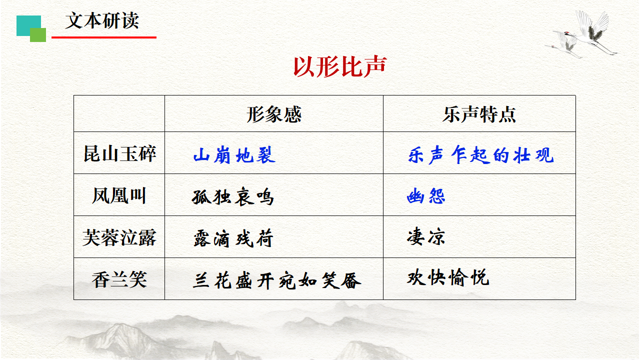 文本研读
以形比声
形象感 乐声特点
昆山玉碎 山崩地裂 乐声乍起的壮观
凤凰叫 孤独哀鸣 幽怨
芙蓉泣露 露滴残荷 凄凉
香兰笑 兰花盛开宛如笑靥 欢快愉悦